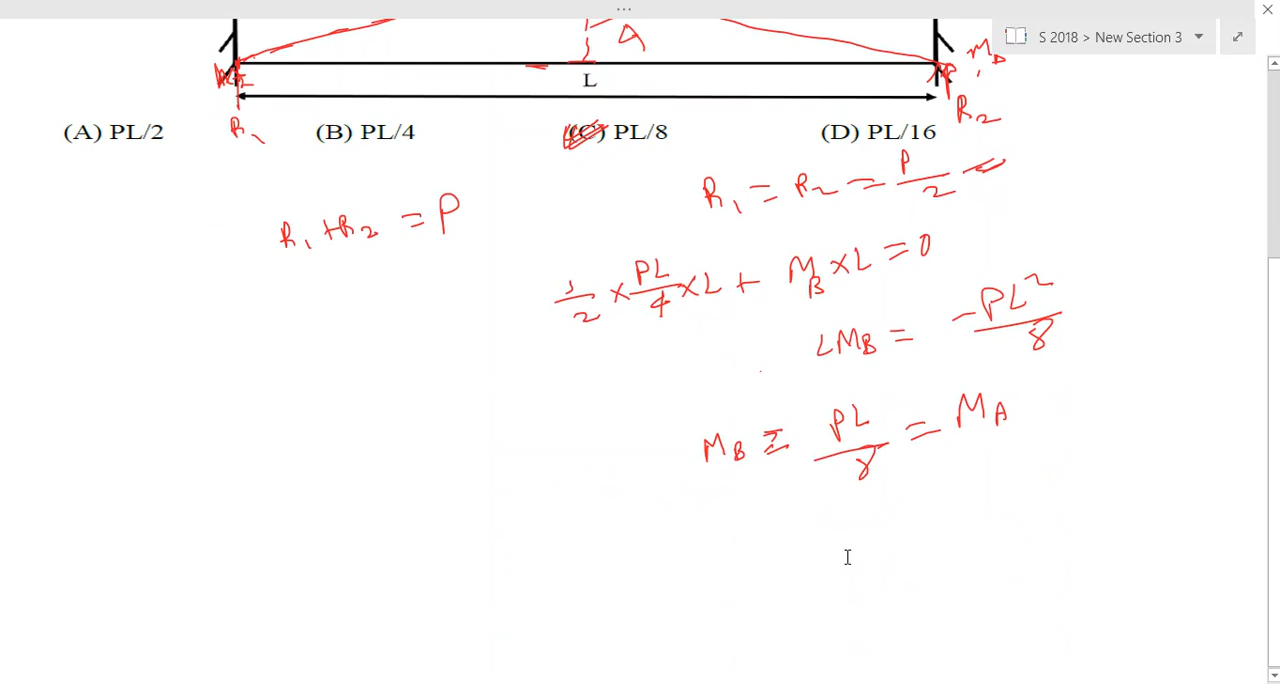 S 2018 > New Section 3
L
R₁
R₂
(A) PL/2 (B) PL/4 (C) PL/8 (D) PL/16
R₁ = R₂ = P/2
R₁ + R₂ = P
1/2 × PL/4 × L + M_B × L = 0
LM_B = -PL²/8
M_B = PL/8 = M_A